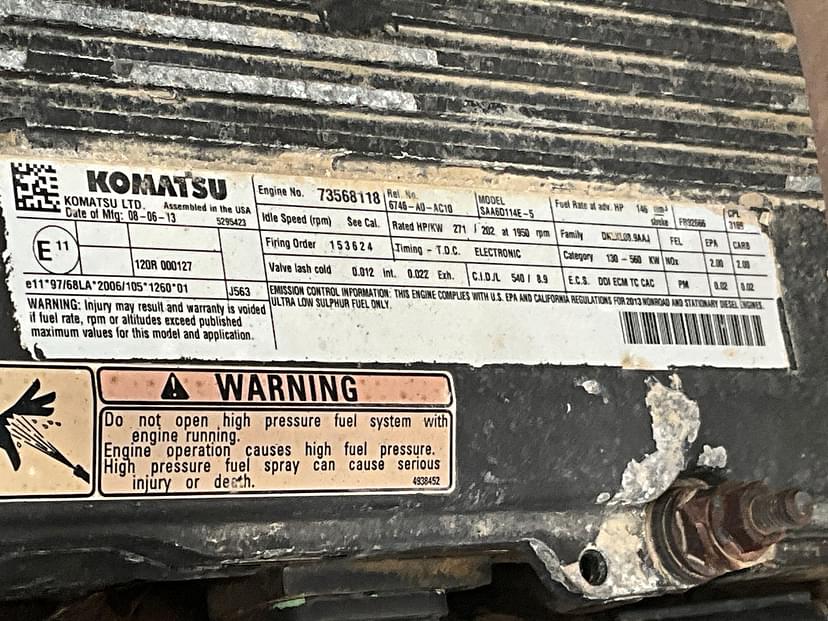 KOMATSU
KOMATSU LTD. Assembled in the USA
Date of Mfg: 08-06-13 5295423
E 11
120R 000127
e11*97/68LA*2006/105*1260*01 J563
WARNING: Injury may result and warranty is voided
if fuel rate, rpm or altitudes exceed published
maximum values for this model and application.
Engine No. 73568118 Rel. No. 6746-A0-AC10 MODEL SAA6D114E-5 Fuel Rate at adv. HP 146 mm³ stroke FR92666 CPL
Idle Speed (rpm) See Cal. Rated HP/KW 271 / 202 at 1950 rpm Family FEL EPA CARB
Firing Order 153624 Timing - T.D.C. ELECTRONIC Category 130 - 560 KW NOx 2.00 2.00
Valve lash cold 0.012 Int. 0.022 Exh. C.I.D./L 540 / 8.9 E.C.S. DDI ECM TC CAC PM 0.02 0.02
EMISSION CONTROL INFORMATION: THIS ENGINE COMPLIES WITH U.S. EPA AND CALIFORNIA REGULATIONS FOR 2013 NONROAD AND STATIONARY DIESEL ENGINES.
ULTRA LOW SULPHUR FUEL ONLY.
WARNING
Do not open high pressure fuel system with
engine running.
Engine operation causes high fuel pressure.
High pressure fuel spray can cause serious
injury or death.
4938452